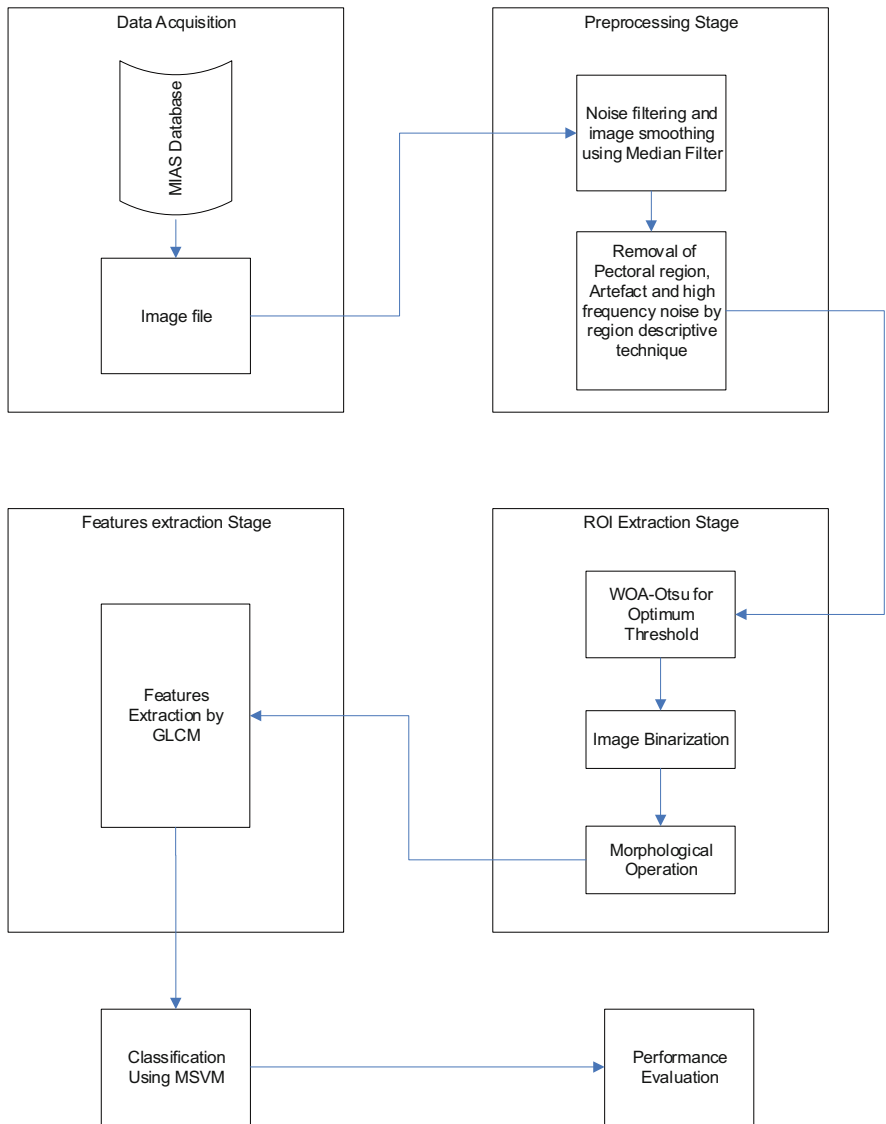 Data Acquisition
MIAS Database
Image file
Preprocessing Stage
Noise filtering and
image smoothing
using Median Filter
Removal of
Pectoral region,
Artefact and high
frequency noise by
region descriptive
technique
ROI Extraction Stage
WOA-Otsu for
Optimum
Threshold
Image Binarization
Morphological
Operation
Features extraction Stage
Features
Extraction by
GLCM
Classification
Using MSVM
Performance
Evaluation